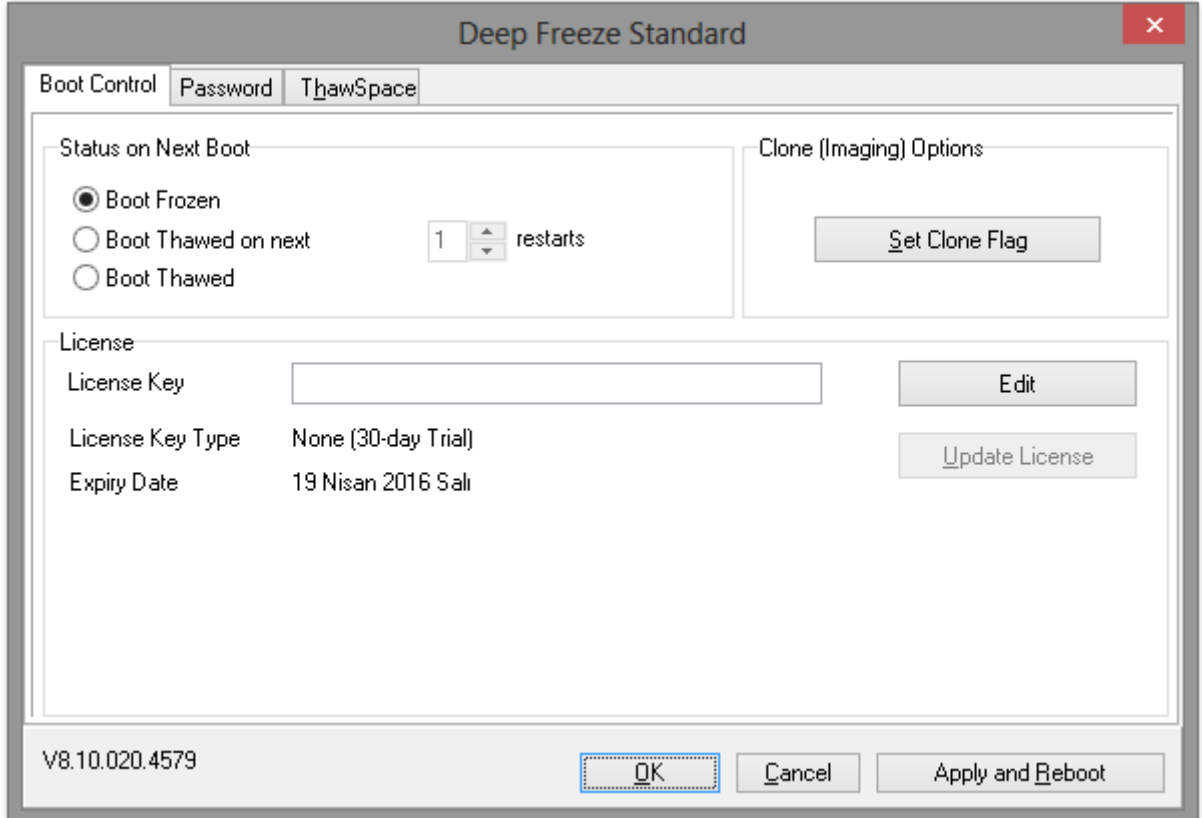 Deep Freeze Standard
Boot Control Password ThawSpace
Status on Next Boot
Boot Frozen
Boot Thawed on next 1 restarts
Boot Thawed
Clone (Imaging) Options
Set Clone Flag
License
License Key Edit
License Key Type None (30-day Trial)
Update License
Expiry Date 19 Nisan 2016 Salı
V8.10.020.4579
OK Cancel Apply and Reboot